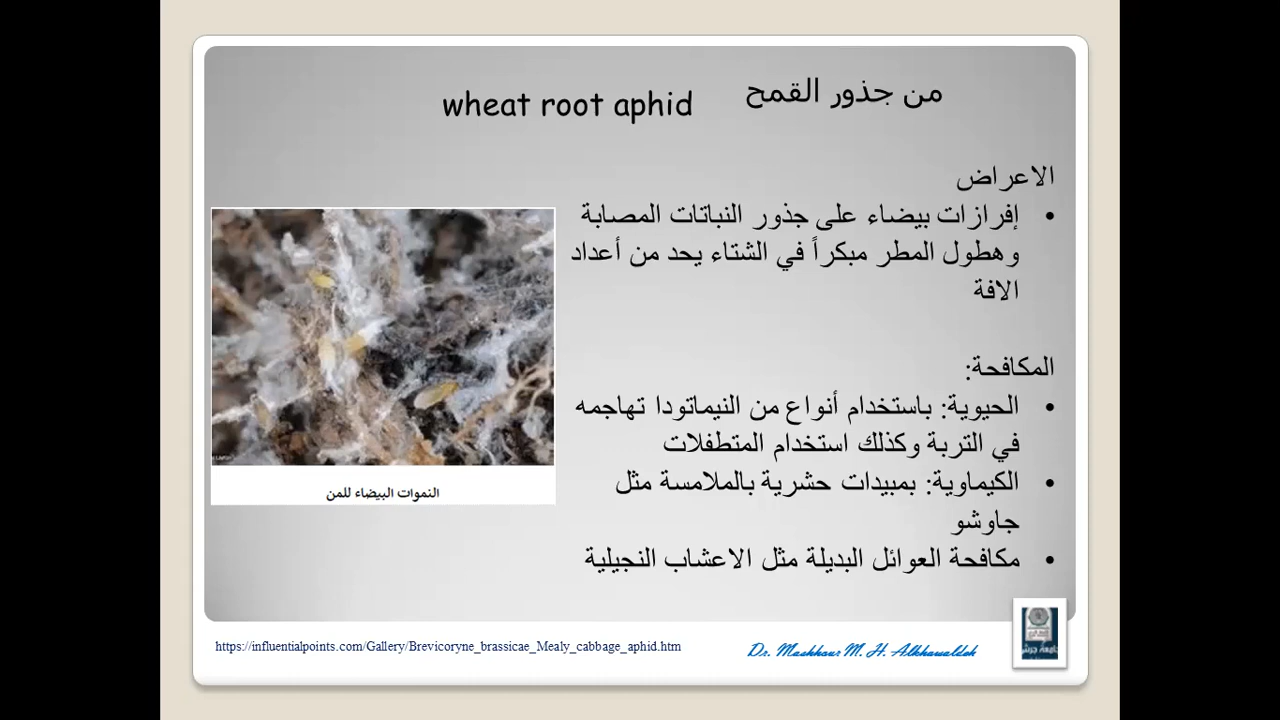 من جذور القمح
wheat root aphid
الاعراض
• إفرازات بيضاء على جذور النباتات المصابة
وهطول المطر مبكراً في الشتاء يحد من أعداد
الافة
المكافحة:
• الحيوية: باستخدام أنواع من النيماتودا تهاجمه
في التربة وكذلك استخدام المتطفلات
• الكيماوية: بمبيدات حشرية بالملامسة مثل
جاوشو
• مكافحة العوائل البديلة مثل الاعشاب النجيلية
النموات البيضاء للمن
https://influentialpoints.com/Gallery/Brevicoryne_brassicae_Mealy_cabbage_aphid.htm
Dr. Mashhour M. H. Alkhawaldeh